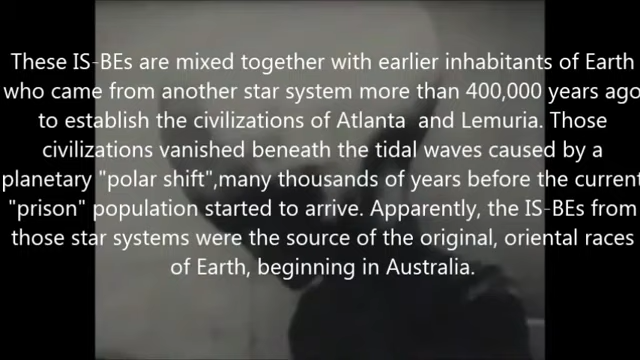 These IS-BEs are mixed together with earlier inhabitants of Earth
who came from another star system more than 400,000 years ago
to establish the civilizations of Atlanta and Lemuria. Those
civilizations vanished beneath the tidal waves caused by a
planetary "polar shift",many thousands of years before the current
"prison" population started to arrive. Apparently, the IS-BEs from
those star systems were the source of the original, oriental races
of Earth, beginning in Australia.